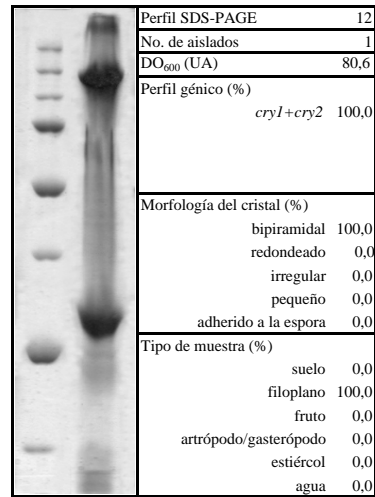 Perfil SDS-PAGE 12
No. de aislados 1
DO600 (UA) 80,6
Perfil génico (%)
cry1+cry2 100,0
Morfología del cristal (%)
bipiramidal 100,0
redondeado 0,0
irregular 0,0
pequeño 0,0
adherido a la espora 0,0
Tipo de muestra (%)
suelo 0,0
filoplano 100,0
fruto 0,0
artrópodo/gasterópodo 0,0
estiércol 0,0
agua 0,0